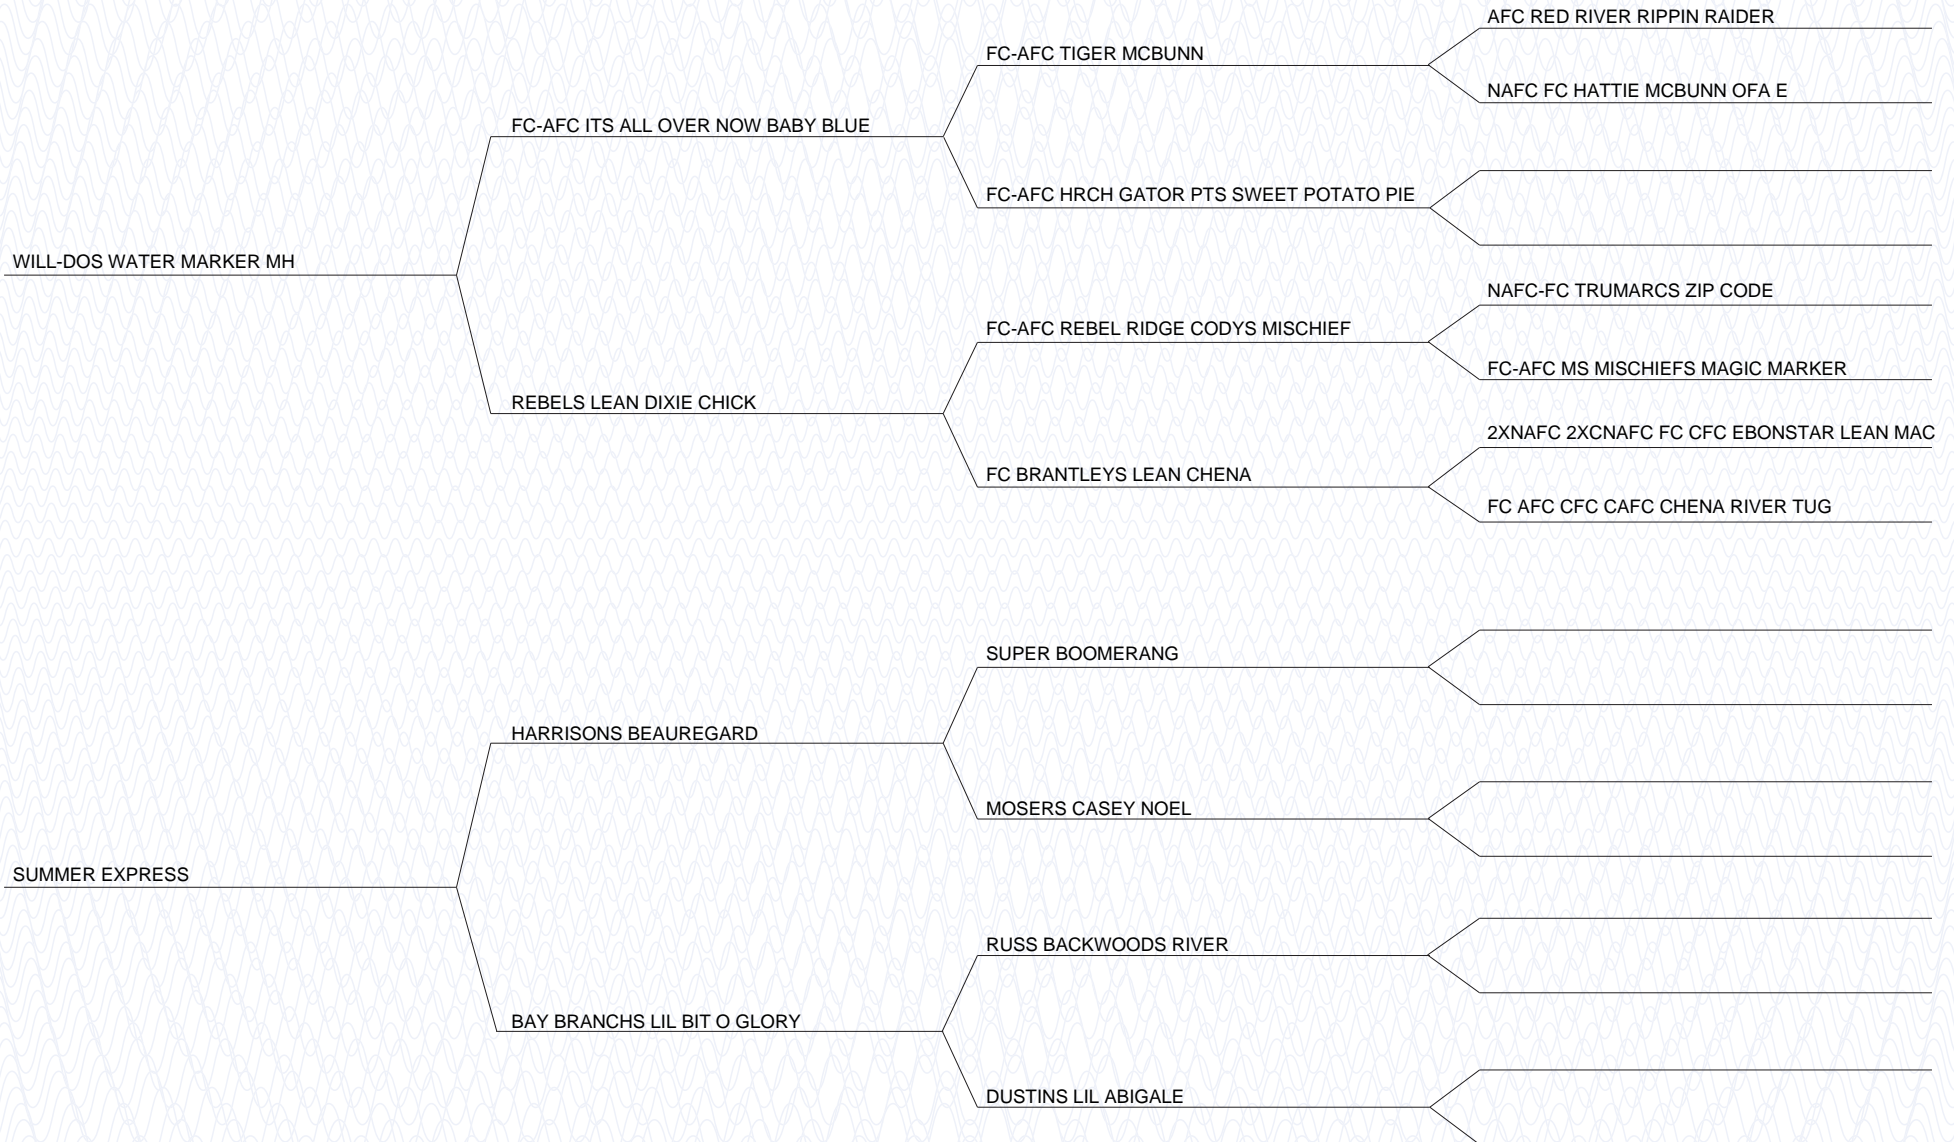 AFC RED RIVER RIPPIN RAIDER
FC-AFC TIGER MCBUNN
NAFC FC HATTIE MCBUNN OFA E
FC-AFC ITS ALL OVER NOW BABY BLUE
FC-AFC HRCH GATOR PTS SWEET POTATO PIE
WILL-DOS WATER MARKER MH
NAFC-FC TRUMARCS ZIP CODE
FC-AFC REBEL RIDGE CODYS MISCHIEF
FC-AFC MS MISCHIEFS MAGIC MARKER
REBELS LEAN DIXIE CHICK
2XNAFC 2XCNAFC FC CFC EBONSTAR LEAN MAC
FC BRANTLEYS LEAN CHENA
FC AFC CFC CAFC CHENA RIVER TUG
SUPER BOOMERANG
HARRISONS BEAUREGARD
MOSERS CASEY NOEL
SUMMER EXPRESS
RUSS BACKWOODS RIVER
BAY BRANCHS LIL BIT O GLORY
DUSTINS LIL ABIGALE